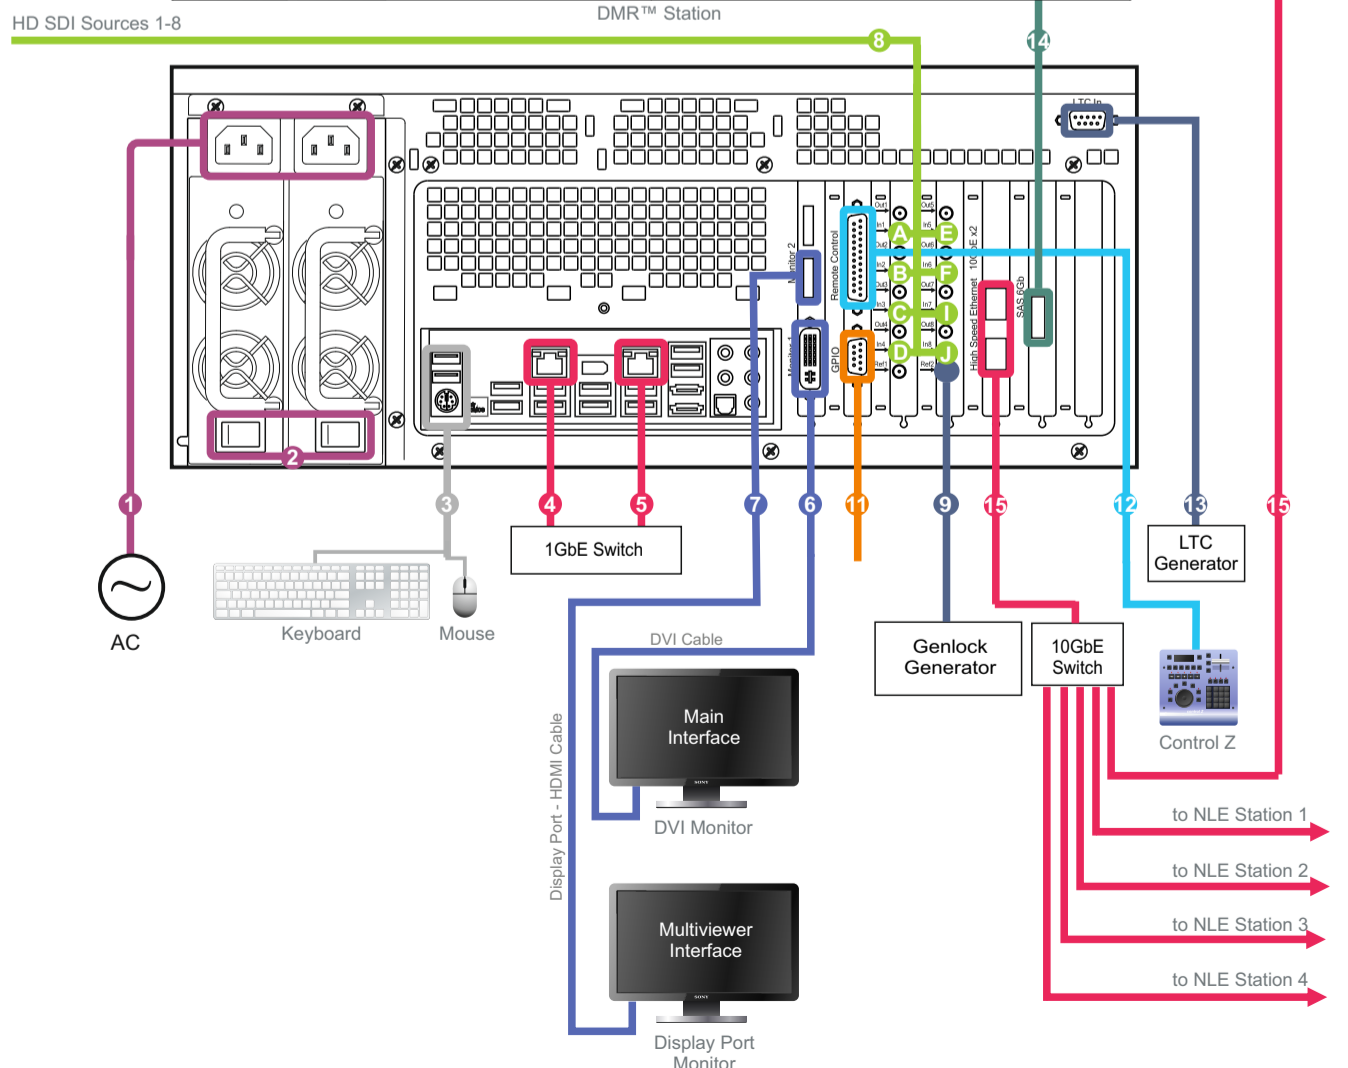 DMR™ Station
HD SDI Sources 1-8
8
14
LTC In
Out1
Out5
In1
In5
A
E
Out2
Out6
Monitor 2
Remote Control
10GbE x2
In2
In6
B
F
Out3
Out7
In3
In7
C
I
High Speed Ethernet
SAS 6Gb
Out4
Out8
Monitor 1
GPIO
In4
In8
D
J
Ref1
Ref2
2
1
3
4
5
7
6
11
9
15
12
13
15
1GbE Switch
LTC
Generator
AC
Keyboard
Mouse
DVI Cable
Genlock
Generator
10GbE
Switch
Main
Interface
SONY
DVI Monitor
Control Z
Display Port - HDMI Cable
to NLE Station 1
to NLE Station 2
to NLE Station 3
to NLE Station 4
Multiviewer
Interface
SONY
Display Port
Monitor